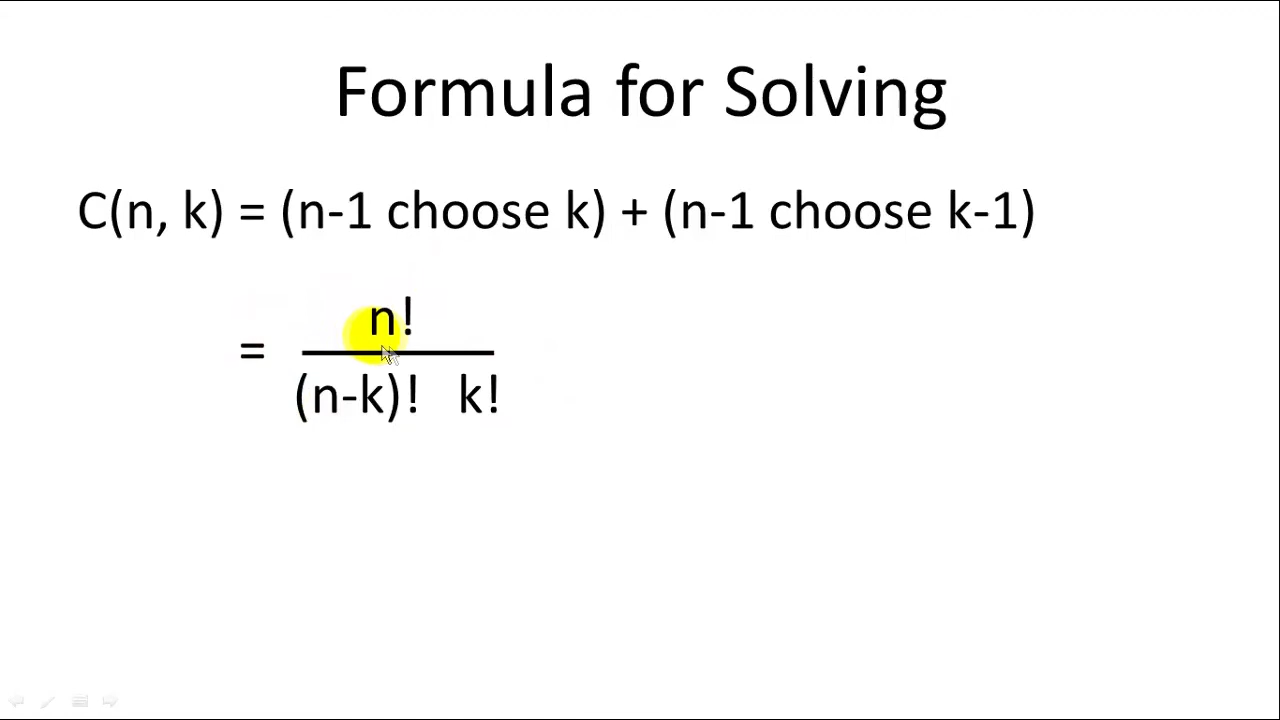 Formula for Solving
C(n, k) = (n-1 choose k) + (n-1 choose k-1)
n!
=
(n-k)! k!